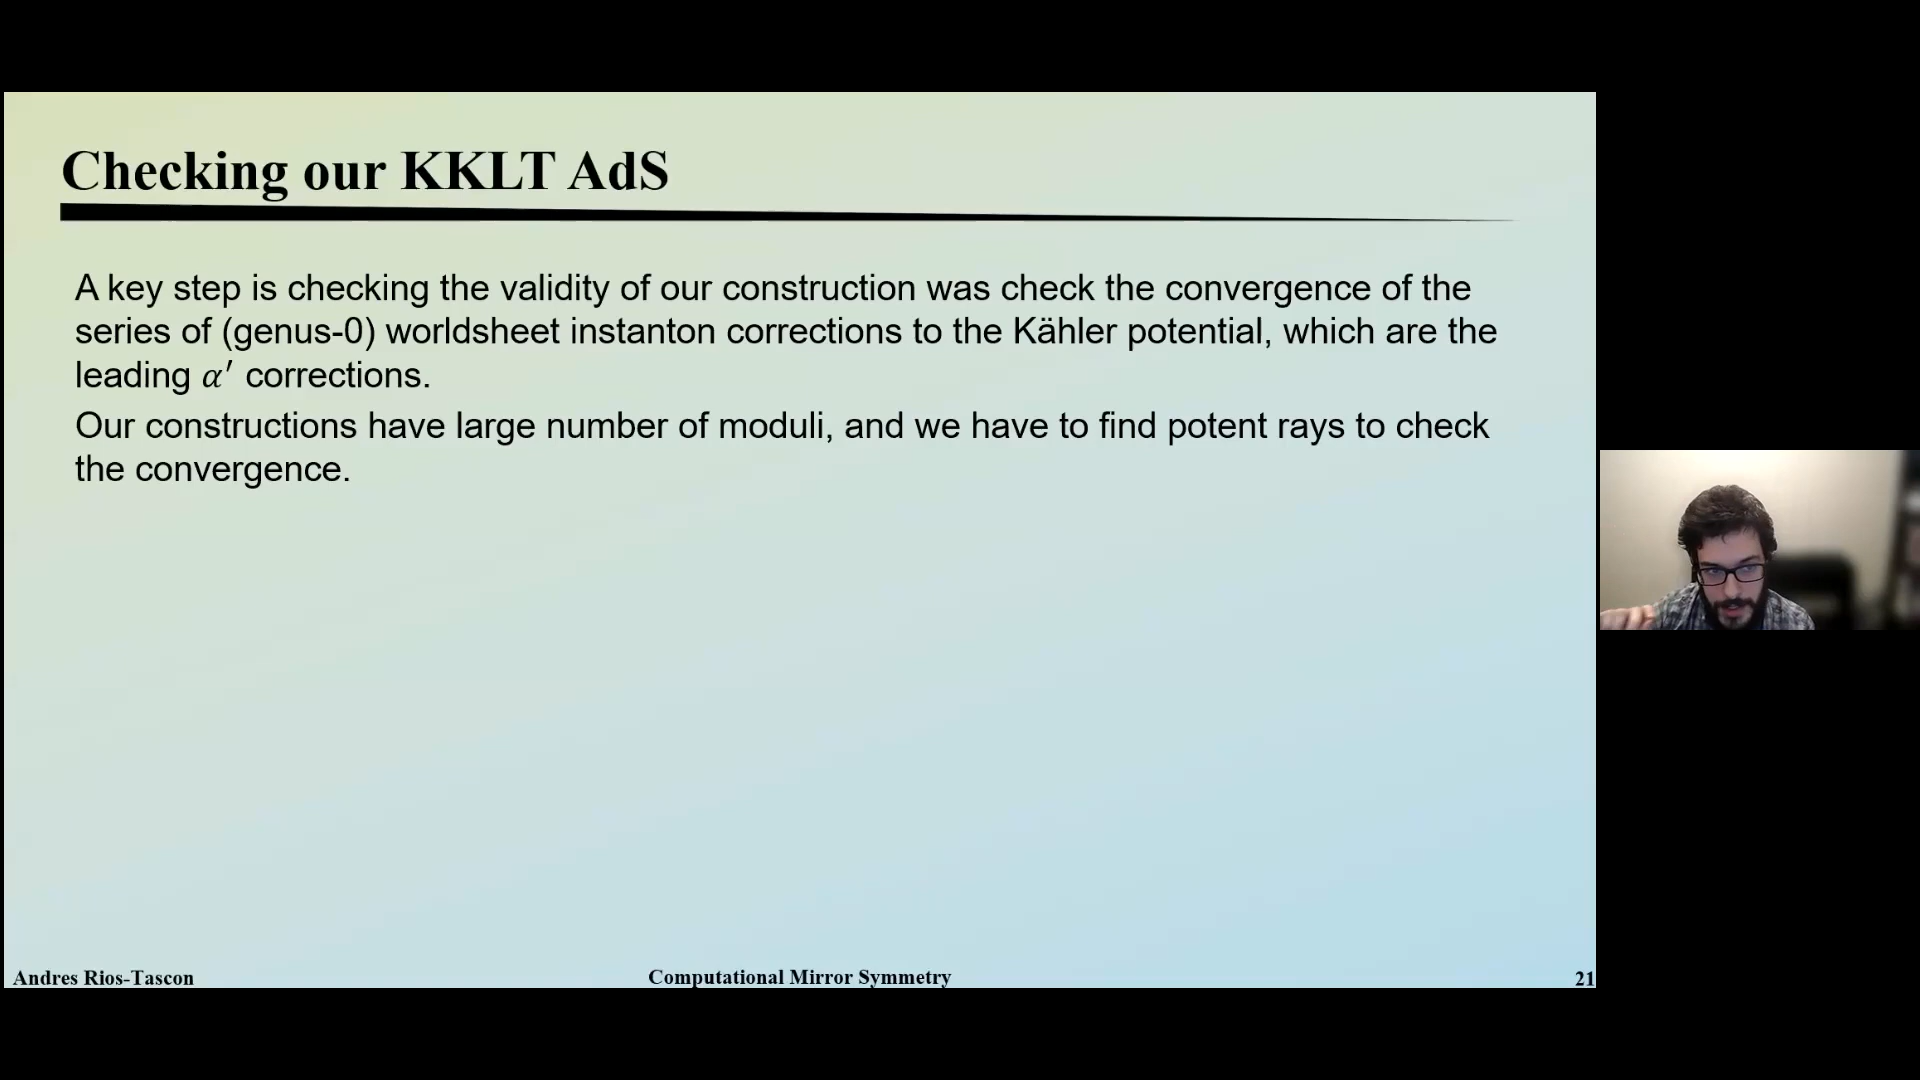 Checking our KKLT AdS
A key step is checking the validity of our construction was check the convergence of the
series of (genus-0) worldsheet instanton corrections to the Kähler potential, which are the
leading α′ corrections.
Our constructions have large number of moduli, and we have to find potent rays to check
the convergence.
Andres Rios-Tascon
Computational Mirror Symmetry
21